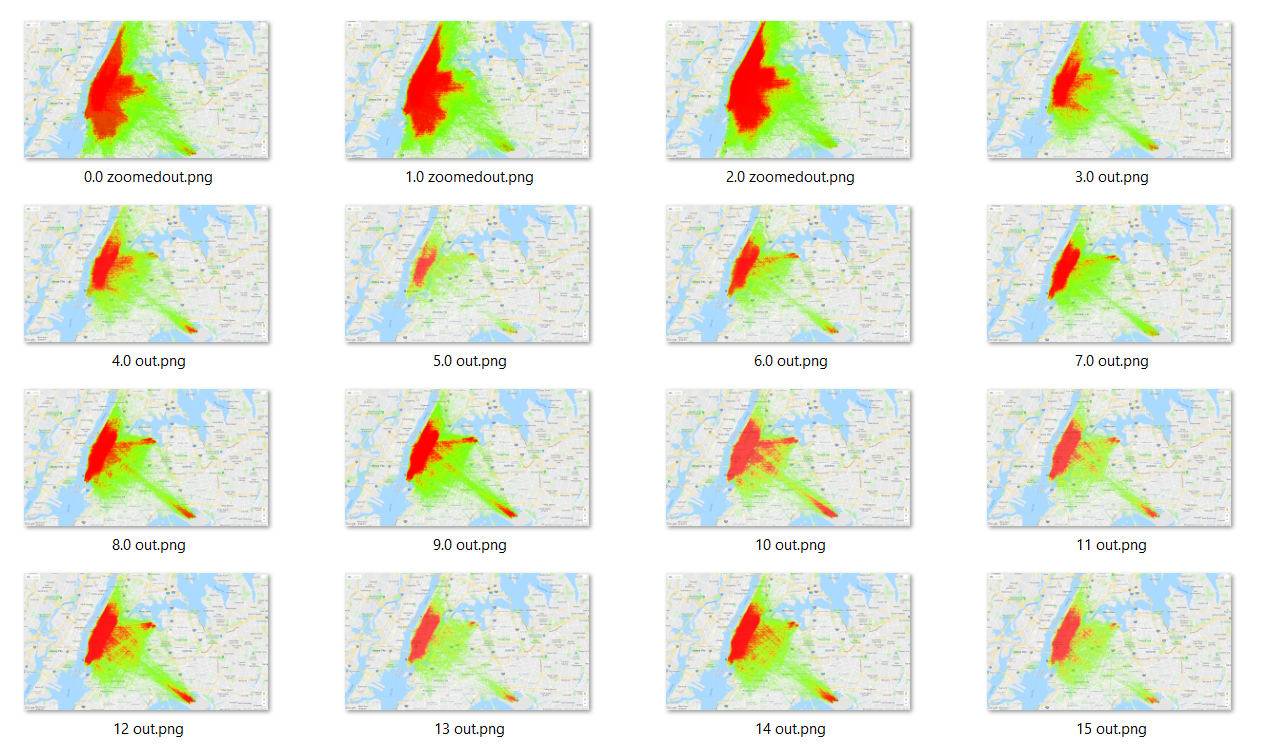 0.0 zoomedout.png
1.0 zoomedout.png
2.0 zoomedout.png
3.0 out.png
4.0 out.png
5.0 out.png
6.0 out.png
7.0 out.png
8.0 out.png
9.0 out.png
10 out.png
11 out.png
12 out.png
13 out.png
14 out.png
15 out.png